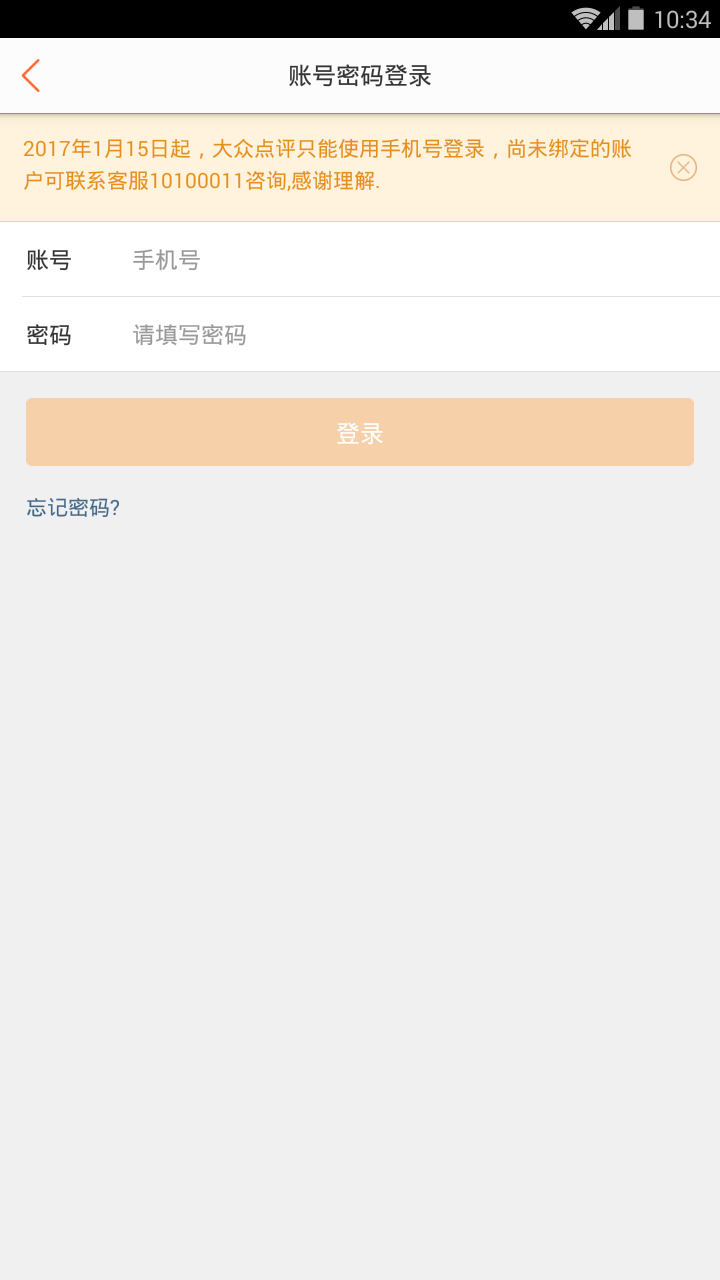 10:34
账号密码登录
2017年1月15日起，大众点评只能使用手机号登录，尚未绑定的账
户可联系客服10100011咨询,感谢理解.
账号 手机号
密码 请填写密码
登录
忘记密码?